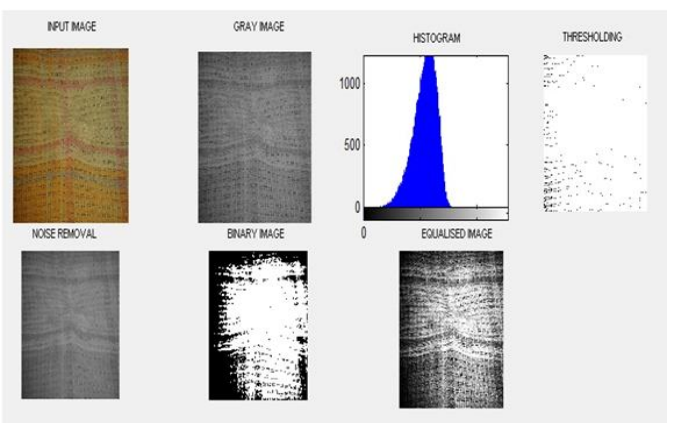 INPUT IMAGE
GRAY IMAGE
HISTOGRAM
THRESHOLDING
1000
500
0
0
NOISE REMOVAL
BINARY IMAGE
EQUALISED IMAGE